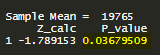 Sample Mean =  19765
     Z_calc    P_value
1 -1.789153 0.03679509